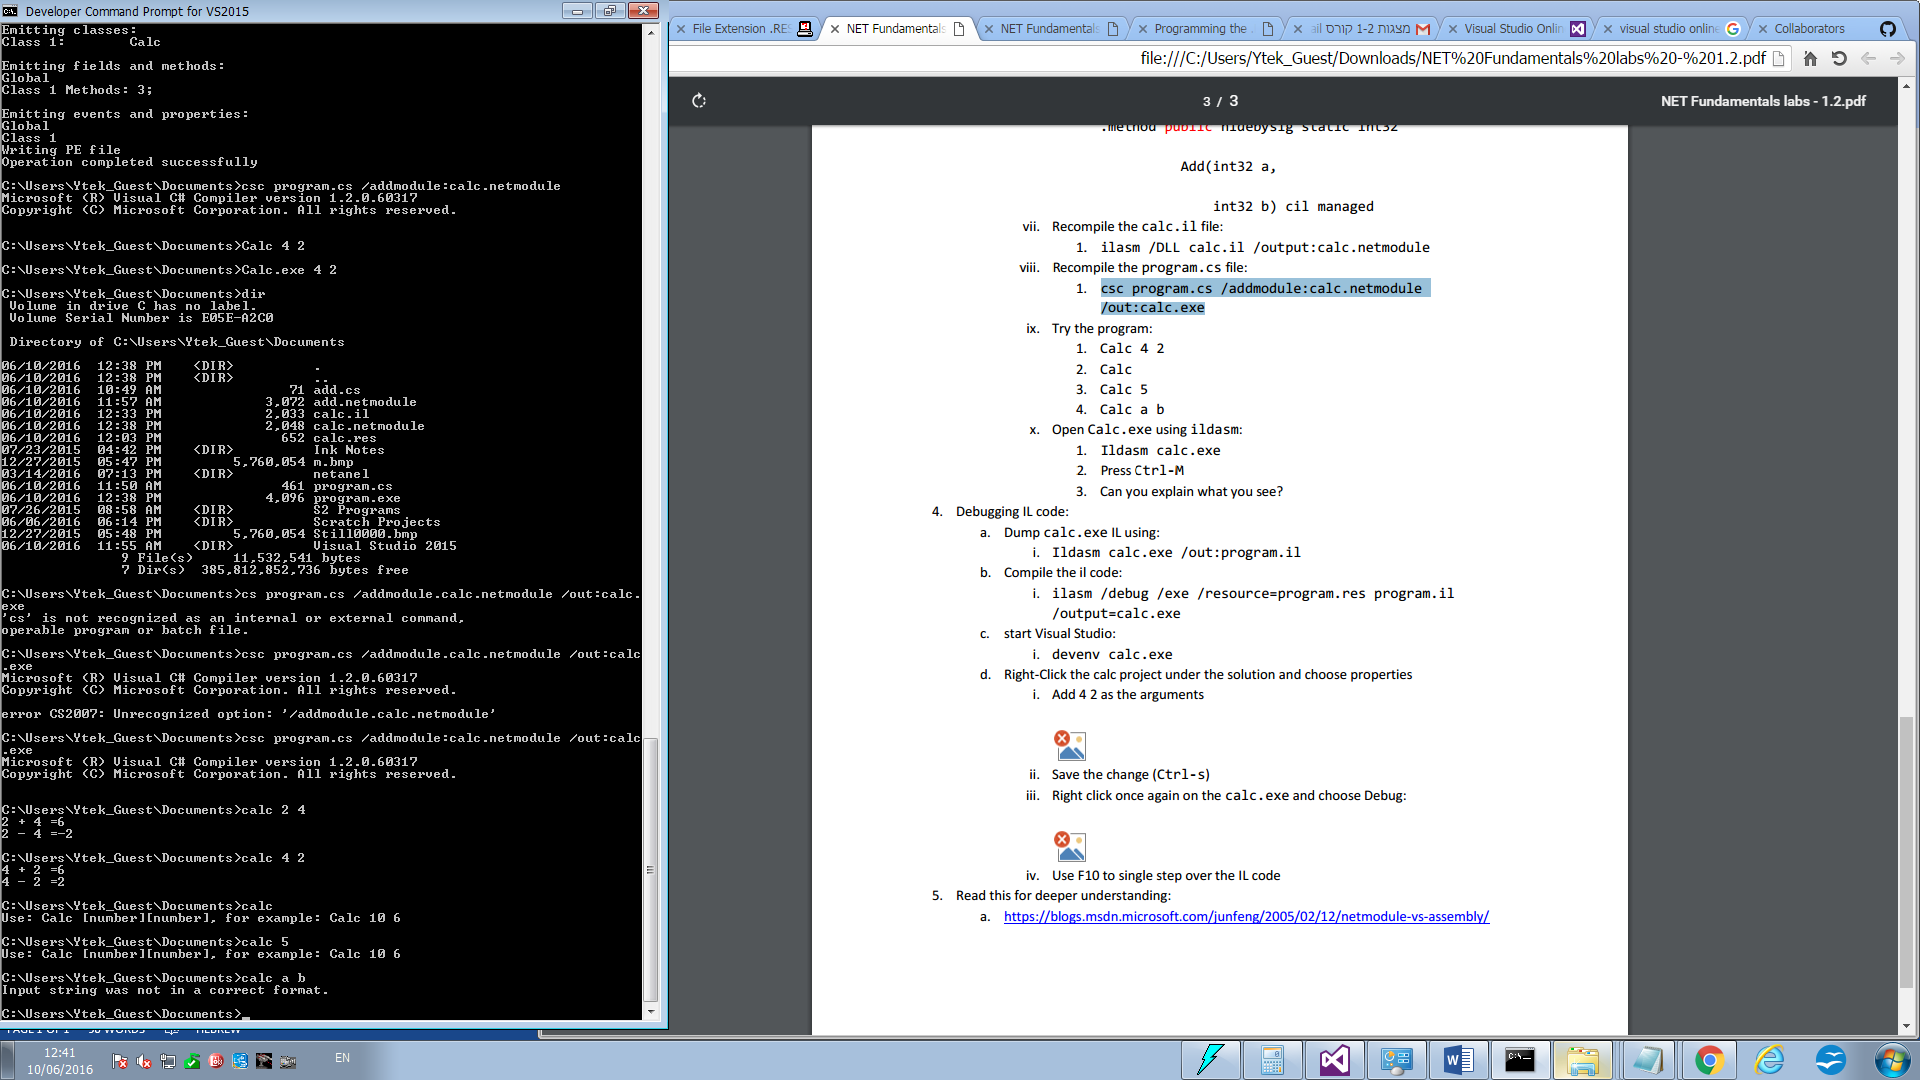 Developer Command Prompt for VS2015
Emitting classes:
Class 1:        Calc
Emitting fields and methods:
Global
Class 1 Methods: 3;
Emitting events and properties:
Global
Class 1
Writing PE file
Operation completed successfully
C:\Users\Ytek_Guest\Documents>csc program.cs /addmodule:calc.netmodule
Microsoft (R) Visual C# Compiler version 1.2.0.60317
Copyright (C) Microsoft Corporation. All rights reserved.
C:\Users\Ytek_Guest\Documents>Calc 4 2
C:\Users\Ytek_Guest\Documents>Calc.exe 4 2
C:\Users\Ytek_Guest\Documents>dir
Volume in drive C has no label.
Volume Serial Number is E05E-A2C0
Directory of C:\Users\Ytek_Guest\Documents
06/10/2016  12:38 PM    <DIR>          .
06/10/2016  12:38 PM    <DIR>          ..
06/10/2016  10:49 AM                71 add.cs
06/10/2016  11:57 AM             3,072 add.netmodule
06/10/2016  12:33 PM             2,033 calc.il
06/10/2016  12:38 PM             2,048 calc.netmodule
06/10/2016  12:03 PM               652 calc.res
07/23/2015  04:42 PM    <DIR>          Ink Notes
12/27/2015  05:47 PM         5,760,054 m.bmp
03/14/2016  07:13 PM    <DIR>          netanel
06/10/2016  11:50 AM               461 program.cs
06/10/2016  12:38 PM             4,096 program.exe
07/26/2015  08:58 AM    <DIR>          S2 Programs
06/06/2016  06:14 PM    <DIR>          Scratch Projects
12/27/2015  05:48 PM         5,760,054 Still0000.bmp
06/10/2016  11:55 AM    <DIR>          Visual Studio 2015
9 File(s)     11,532,541 bytes
7 Dir(s)  385,812,852,736 bytes free
C:\Users\Ytek_Guest\Documents>cs program.cs /addmodule.calc.netmodule /out:calc.
exe
'cs' is not recognized as an internal or external command,
operable program or batch file.
C:\Users\Ytek_Guest\Documents>csc program.cs /addmodule.calc.netmodule /out:calc
.exe
Microsoft (R) Visual C# Compiler version 1.2.0.60317
Copyright (C) Microsoft Corporation. All rights reserved.
error CS2007: Unrecognized option: '/addmodule.calc.netmodule'
C:\Users\Ytek_Guest\Documents>csc program.cs /addmodule:calc.netmodule /out:calc
.exe
Microsoft (R) Visual C# Compiler version 1.2.0.60317
Copyright (C) Microsoft Corporation. All rights reserved.
C:\Users\Ytek_Guest\Documents>calc 2 4
2 + 4 =6
2 - 4 =-2
C:\Users\Ytek_Guest\Documents>calc 4 2
4 + 2 =6
4 - 2 =2
C:\Users\Ytek_Guest\Documents>calc
Use: Calc [number][number], for example: Calc 10 6
C:\Users\Ytek_Guest\Documents>calc 5
Use: Calc [number][number], for example: Calc 10 6
C:\Users\Ytek_Guest\Documents>calc a b
Input string was not in a correct format.
C:\Users\Ytek_Guest\Documents>_
PAGE 1 OF 1 HEBREW
File Extension .RES
NET Fundamentals
NET Fundamentals
Programming the
מצגות 1-2 קורס ail
Visual Studio Onlin
visual studio online
Collaborators
file:///C:/Users/Ytek_Guest/Downloads/NET%20Fundamentals%20labs%20-%201.2.pdf
3 / 3
NET Fundamentals labs - 1.2.pdf
.method public hidebysig static int32
Add(int32 a,
int32 b) cil managed
vii. Recompile the calc.il file:
1. ilasm /DLL calc.il /output:calc.netmodule
viii. Recompile the program.cs file:
1. csc program.cs /addmodule:calc.netmodule
/out:calc.exe
ix. Try the program:
1. Calc 4 2
2. Calc
3. Calc 5
4. Calc a b
x. Open Calc.exe using ildasm:
1. Ildasm calc.exe
2. Press Ctrl-M
3. Can you explain what you see?
4. Debugging IL code:
a. Dump calc.exe IL using:
i. Ildasm calc.exe /out:program.il
b. Compile the il code:
i. ilasm /debug /exe /resource=program.res program.il
/output=calc.exe
c. start Visual Studio:
i. devenv calc.exe
d. Right-Click the calc project under the solution and choose properties
i. Add 4 2 as the arguments
ii. Save the change (Ctrl-s)
iii. Right click once again on the calc.exe and choose Debug:
iv. Use F10 to single step over the IL code
5. Read this for deeper understanding:
a. https://blogs.msdn.microsoft.com/junfeng/2005/02/12/netmodule-vs-assembly/
12:41
10/06/2016
EN